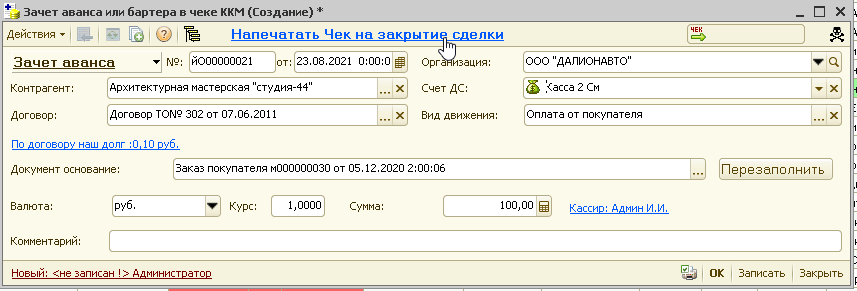 Зачет аванса или бартера в чеке ККМ (Создание) *
Действия Напечатать Чек на закрытие сделки ЧЕК
Зачет аванса №: йО00000021 от: 23.08.2021 0:00:0 Организация: ООО "ДАЛИОНАВТО"
Контрагент: Архитектурная мастерская "студия-44" Счет ДС: Касса 2 См
Договор: Договор ТО№ 302 от 07.06.2011 Вид движения: Оплата от покупателя
По договору наш долг :0,10 руб.
Документ основание: Заказ покупателя м000000030 от 05.12.2020 2:00:06 Перезаполнить
Валюта: руб. Курс: 1,0000 Сумма: 100,00 Кассир: Админ И.И.
Комментарий:
Новый: <не записан !> Администратор OK Записать Закрыть